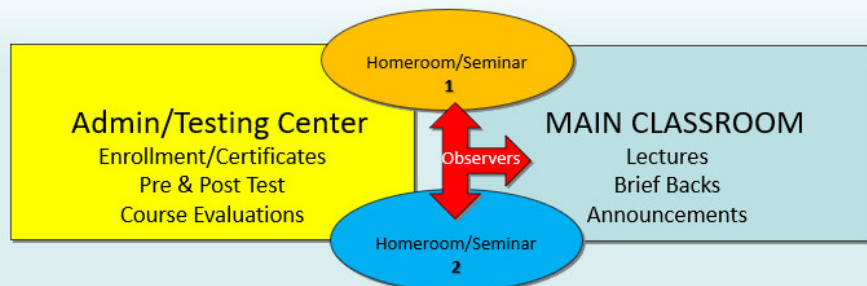 Homeroom/Seminar
1
Admin/Testing Center
Enrollment/Certificates
Pre & Post Test
Course Evaluations
Observers
MAIN CLASSROOM
Lectures
Brief Backs
Announcements
Homeroom/Seminar
2